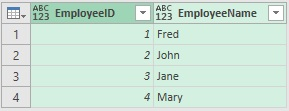 ABC 123 EmployeeID ABC 123 EmployeeName
1 1 Fred
2 2 John
3 3 Jane
4 4 Mary